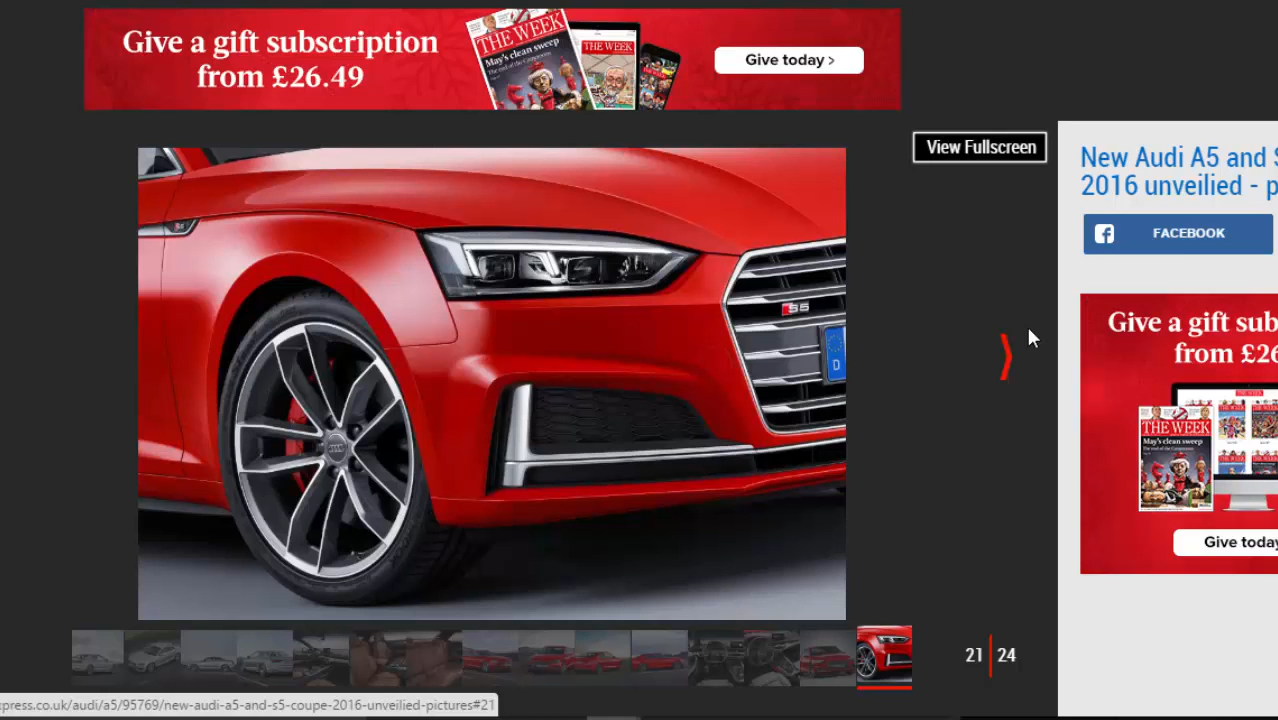 Give a gift subscription
from £26.49
THE WEEK
May's clean sweep
THE WEEK
Give today >
View Fullscreen
New Audi A5 and S
2016 unveilied - p
FACEBOOK
S5
D
Give a gift sub
from £26
THE WEEK
May's clean sweep
Give today
21 24
press.co.uk/audi/a5/95769/new-audi-a5-and-s5-coupe-2016-unveilied-pictures#21